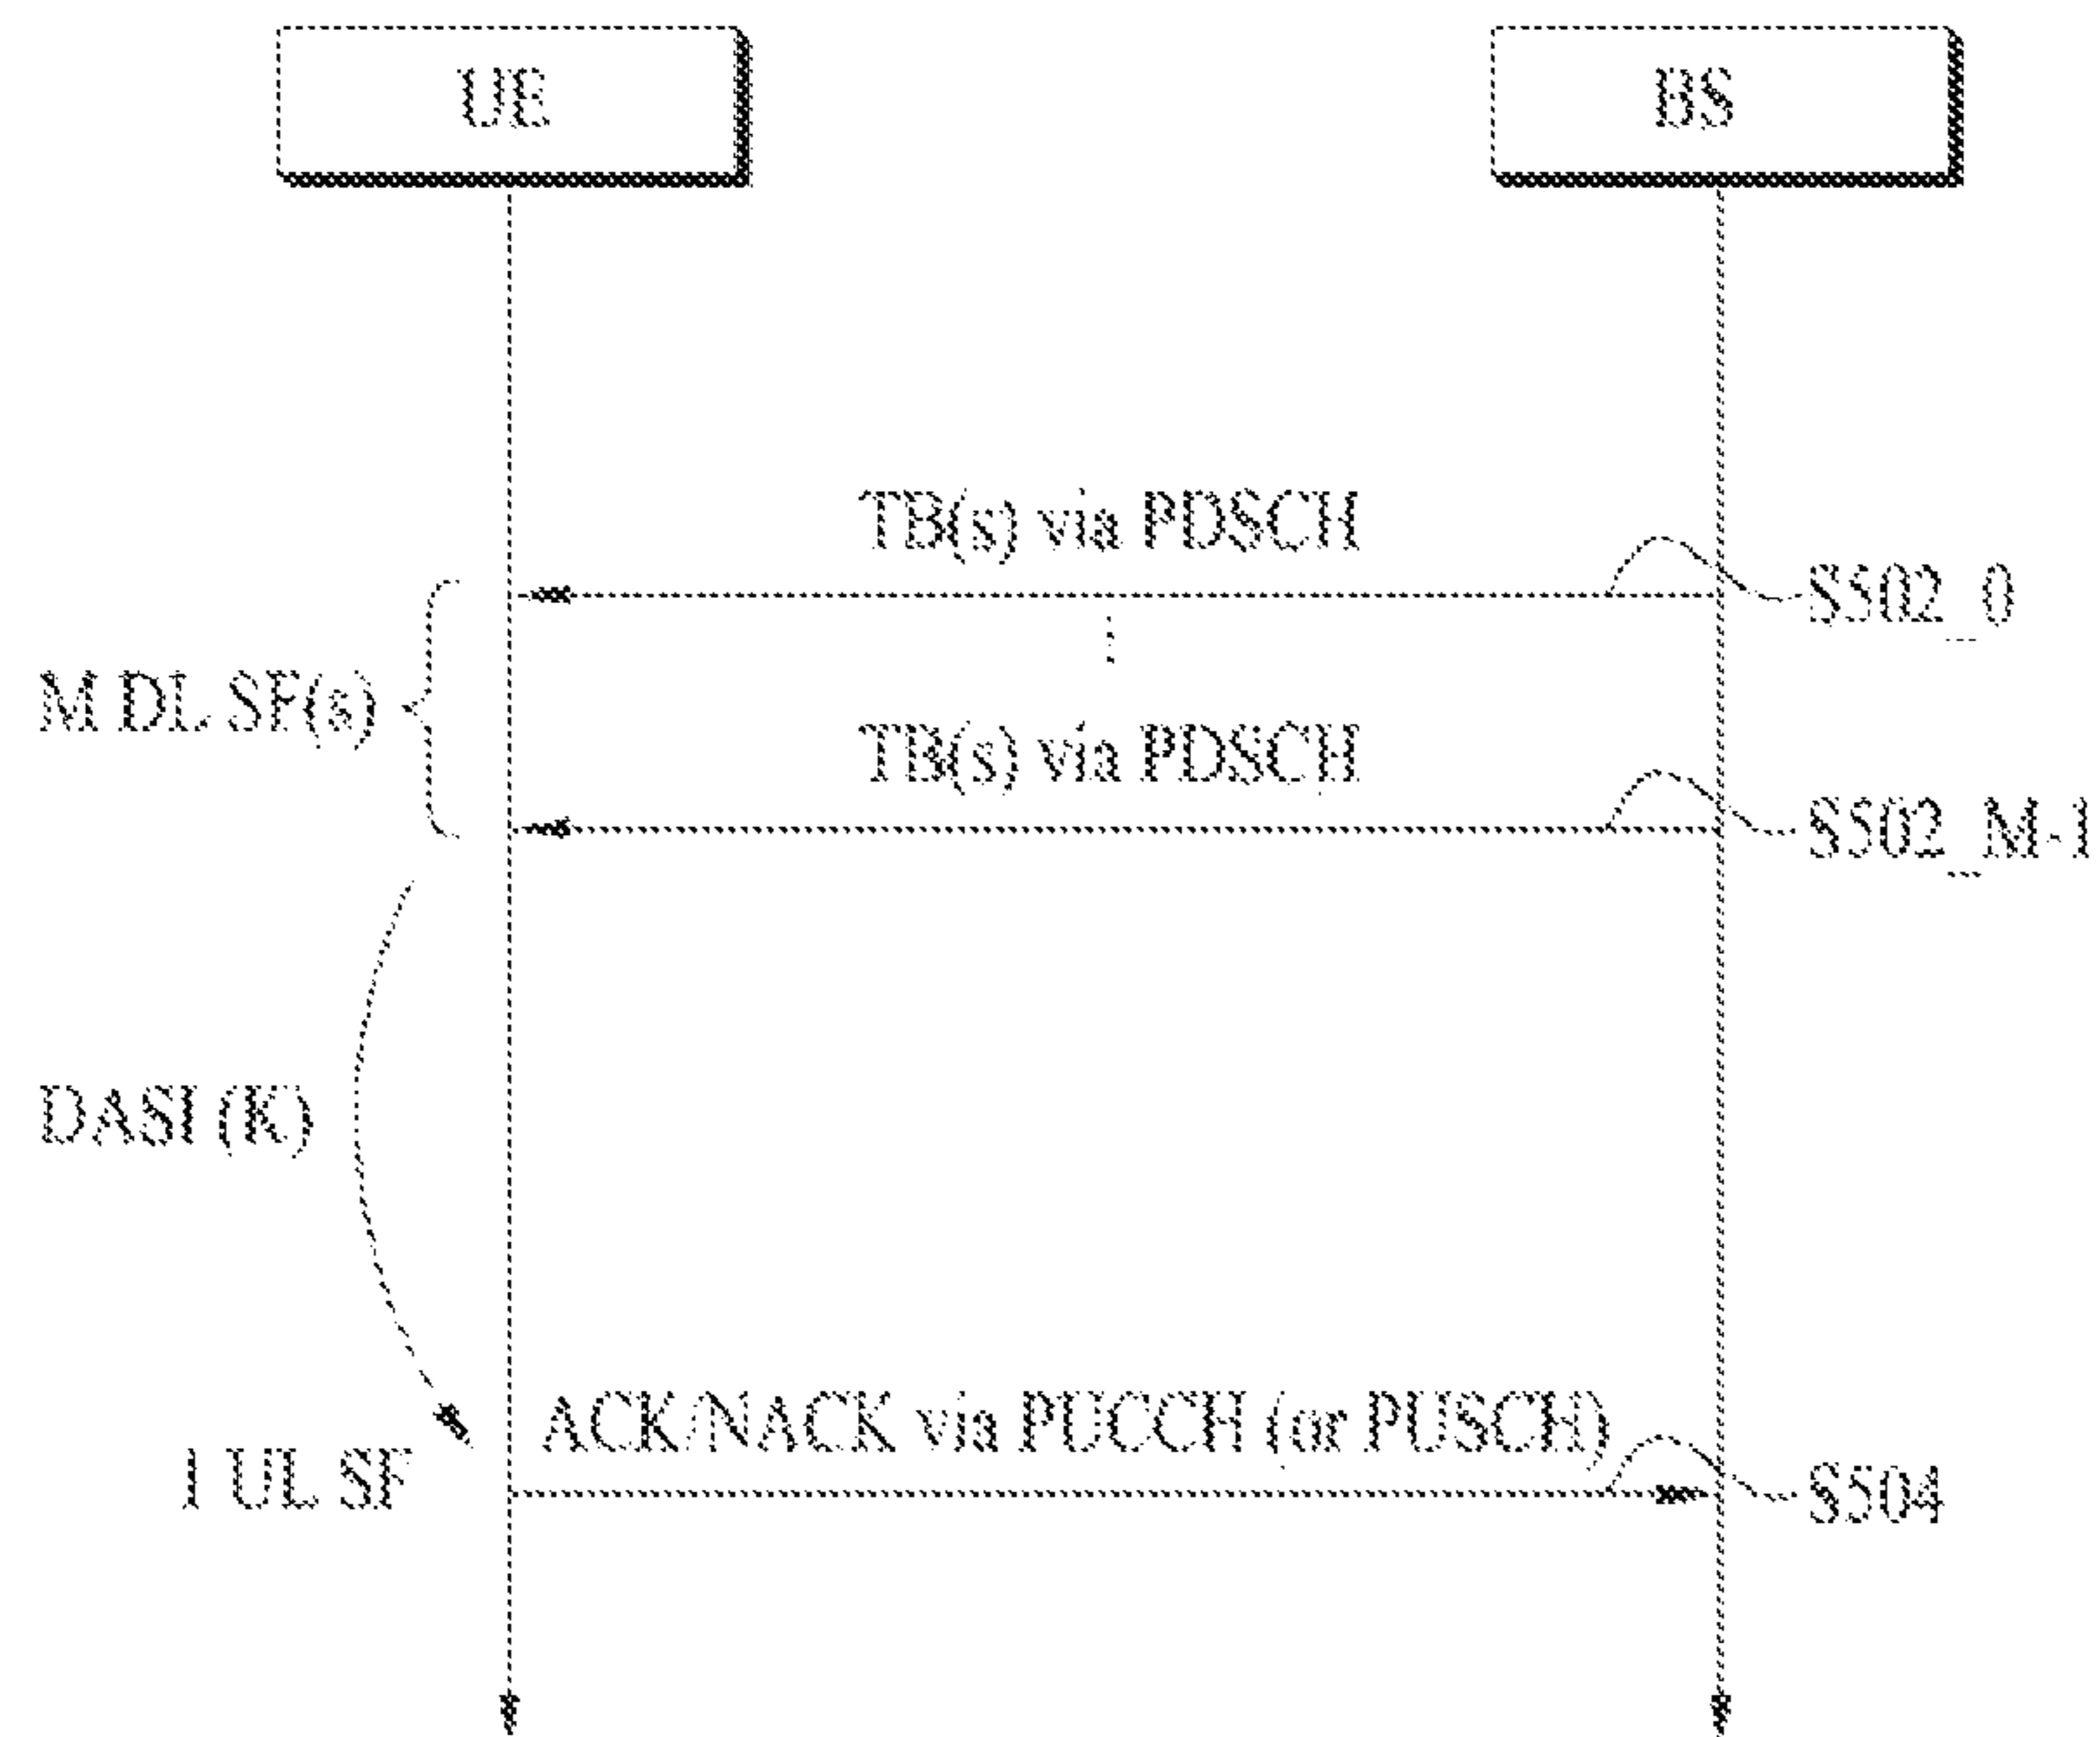 UE
BS
TB(s) via PDSCH
S502_0
M DL SF(s)
TB(s) via PDSCH
S502_M-1
DASI (K)
ACK/NACK via PUCCH (or PUSCH)
1 UL SF
S504